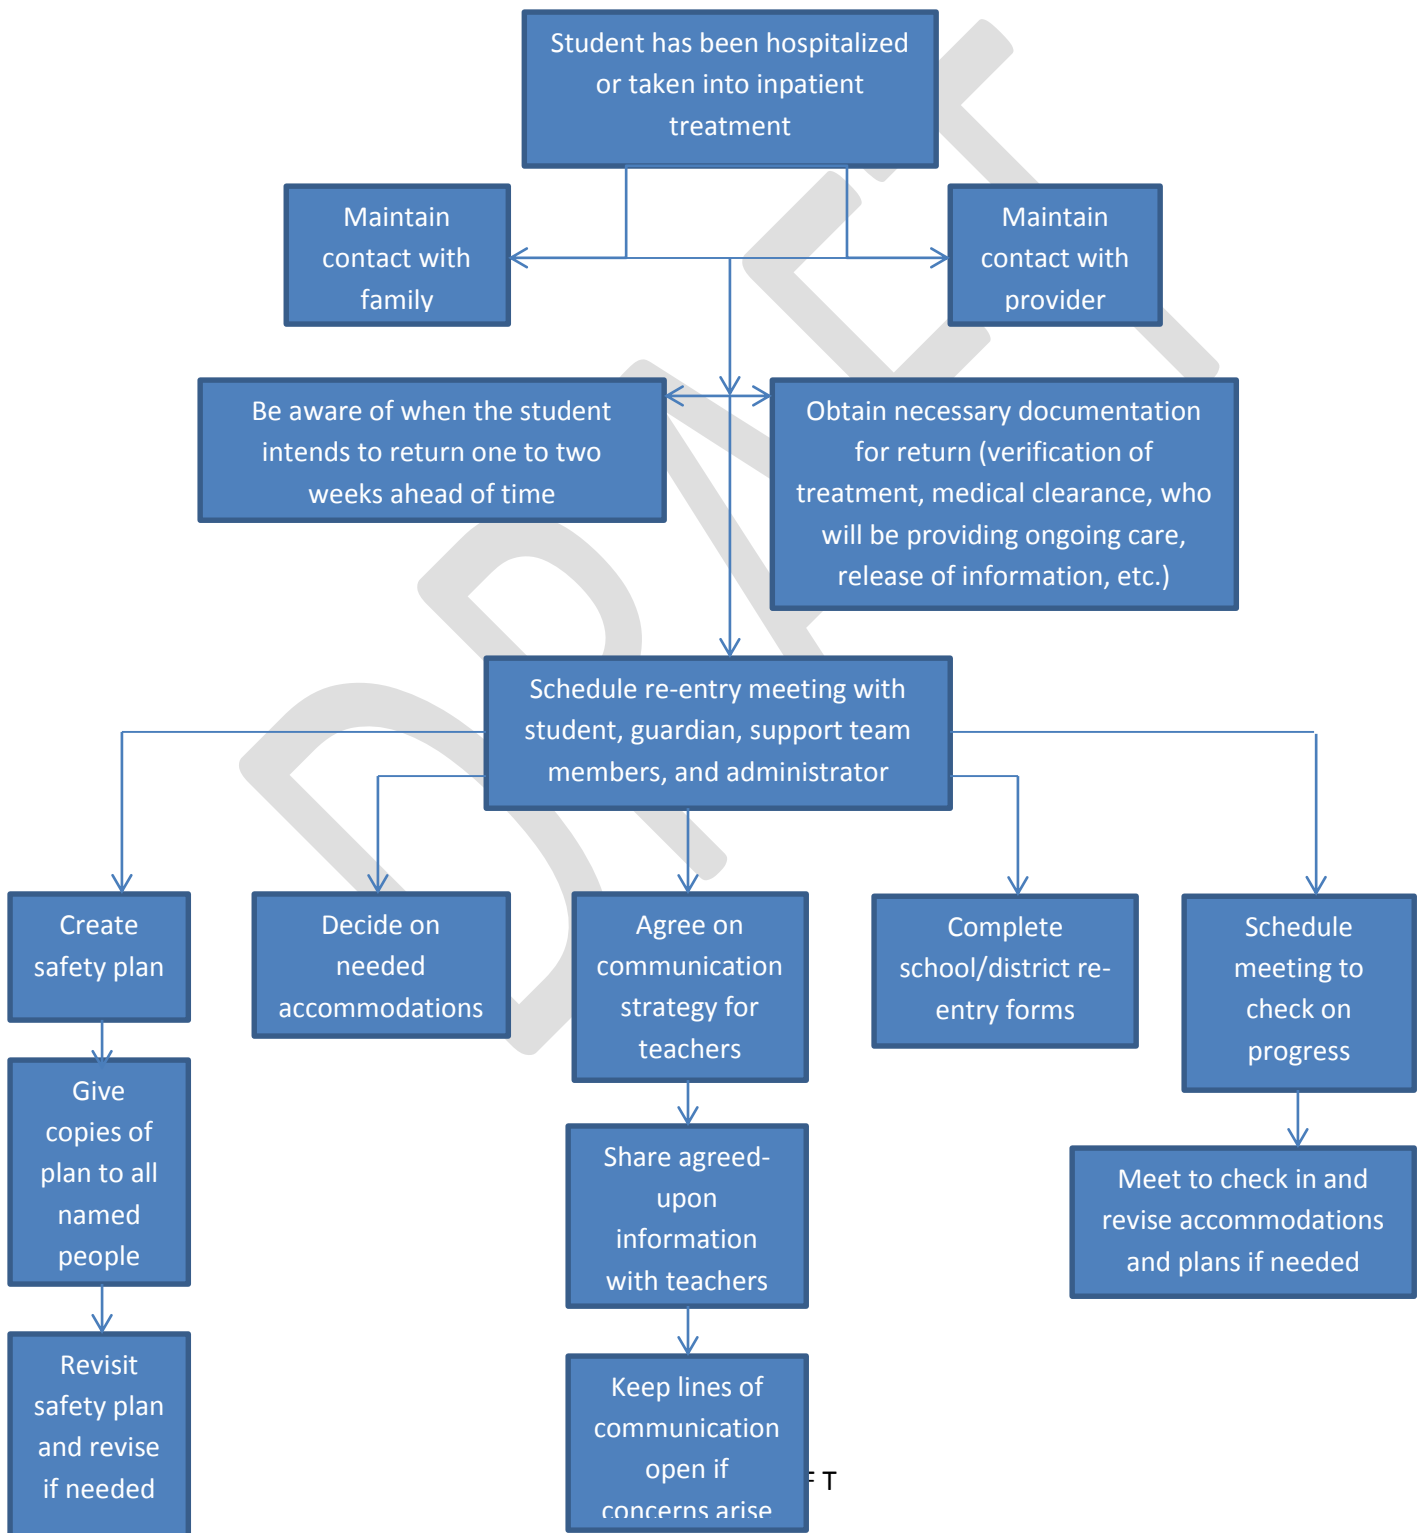 Student has been hospitalized
or taken into inpatient
treatment
Maintain
contact with
family
Maintain
contact with
provider
Be aware of when the student
intends to return one to two
weeks ahead of time
Obtain necessary documentation
for return (verification of
treatment, medical clearance, who
will be providing ongoing care,
release of information, etc.)
Schedule re-entry meeting with
student, guardian, support team
members, and administrator
Create
safety plan
Decide on
needed
accommodations
Agree on
communication
strategy for
teachers
Complete
school/district re-
entry forms
Schedule
meeting to
check on
progress
Give
copies of
plan to all
named
people
Share agreed-
upon
information
with teachers
Meet to check in and
revise accommodations
and plans if needed
Revisit
safety plan
and revise
if needed
Keep lines of
communication
open if
concerns arise
F T
DRAFT